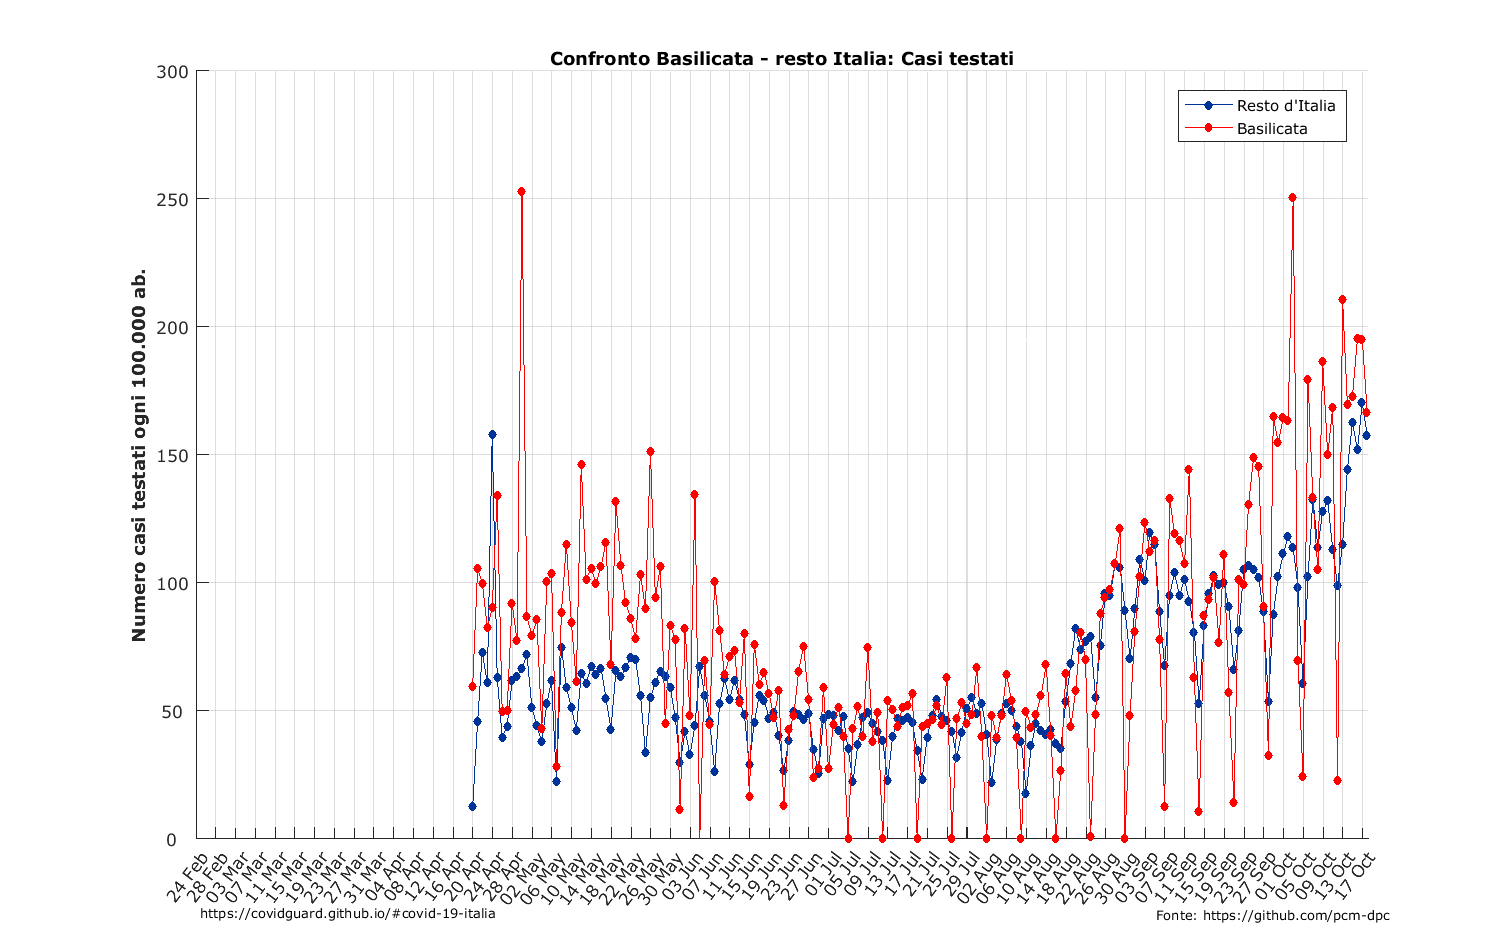 Confronto Basilicata - resto Italia: Casi testati
Resto d'Italia
Basilicata
Numero casi testati ogni 100.000 ab.
300
250
200
150
100
50
0
24 Feb
28 Feb
03 Mar
07 Mar
11 Mar
15 Mar
19 Mar
23 Mar
27 Mar
31 Mar
04 Apr
08 Apr
12 Apr
16 Apr
20 Apr
24 Apr
28 Apr
02 May
06 May
10 May
14 May
18 May
22 May
26 May
30 May
03 Jun
07 Jun
11 Jun
15 Jun
19 Jun
23 Jun
27 Jun
01 Jul
05 Jul
09 Jul
13 Jul
17 Jul
21 Jul
25 Jul
29 Jul
02 Aug
06 Aug
10 Aug
14 Aug
18 Aug
22 Aug
26 Aug
30 Aug
03 Sep
07 Sep
11 Sep
15 Sep
19 Sep
23 Sep
27 Sep
01 Oct
05 Oct
09 Oct
13 Oct
17 Oct
https://covidguard.github.io/#covid-19-italia
Fonte: https://github.com/pcm-dpc